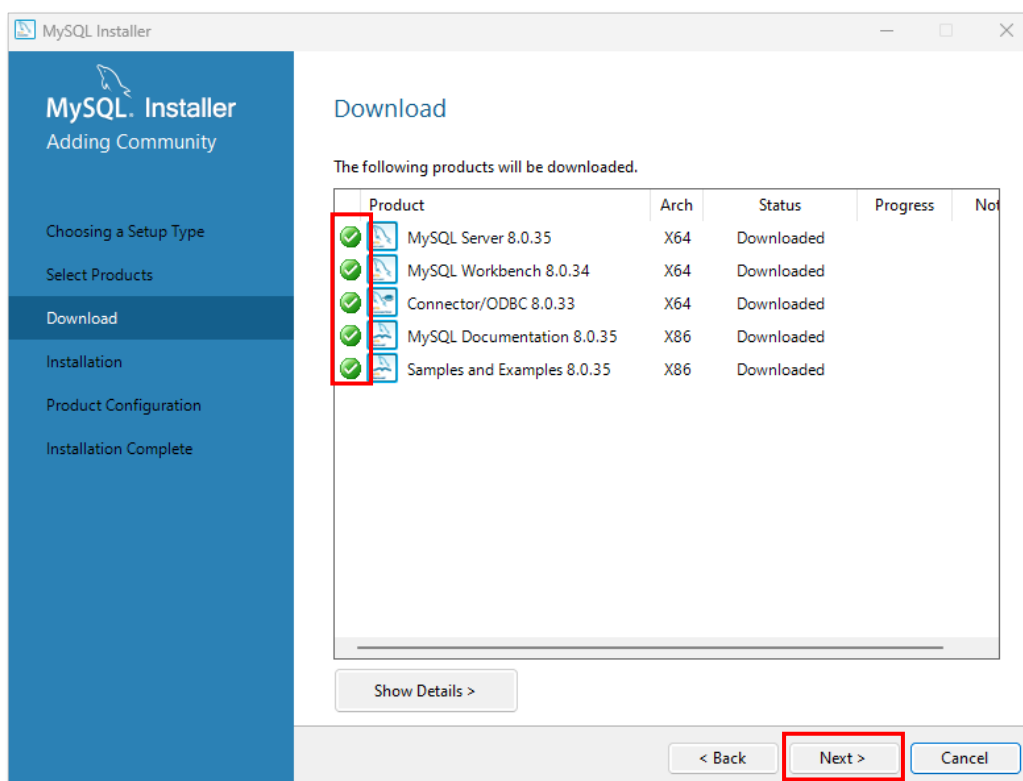 MySQL Installer
MySQL. Installer
Adding Community
Choosing a Setup Type
Select Products
Download
Installation
Product Configuration
Installation Complete
Download
The following products will be downloaded.
Product Arch Status Progress Not
MySQL Server 8.0.35 X64 Downloaded
MySQL Workbench 8.0.34 X64 Downloaded
Connector/ODBC 8.0.33 X64 Downloaded
MySQL Documentation 8.0.35 X86 Downloaded
Samples and Examples 8.0.35 X86 Downloaded
Show Details >
< Back Next > Cancel